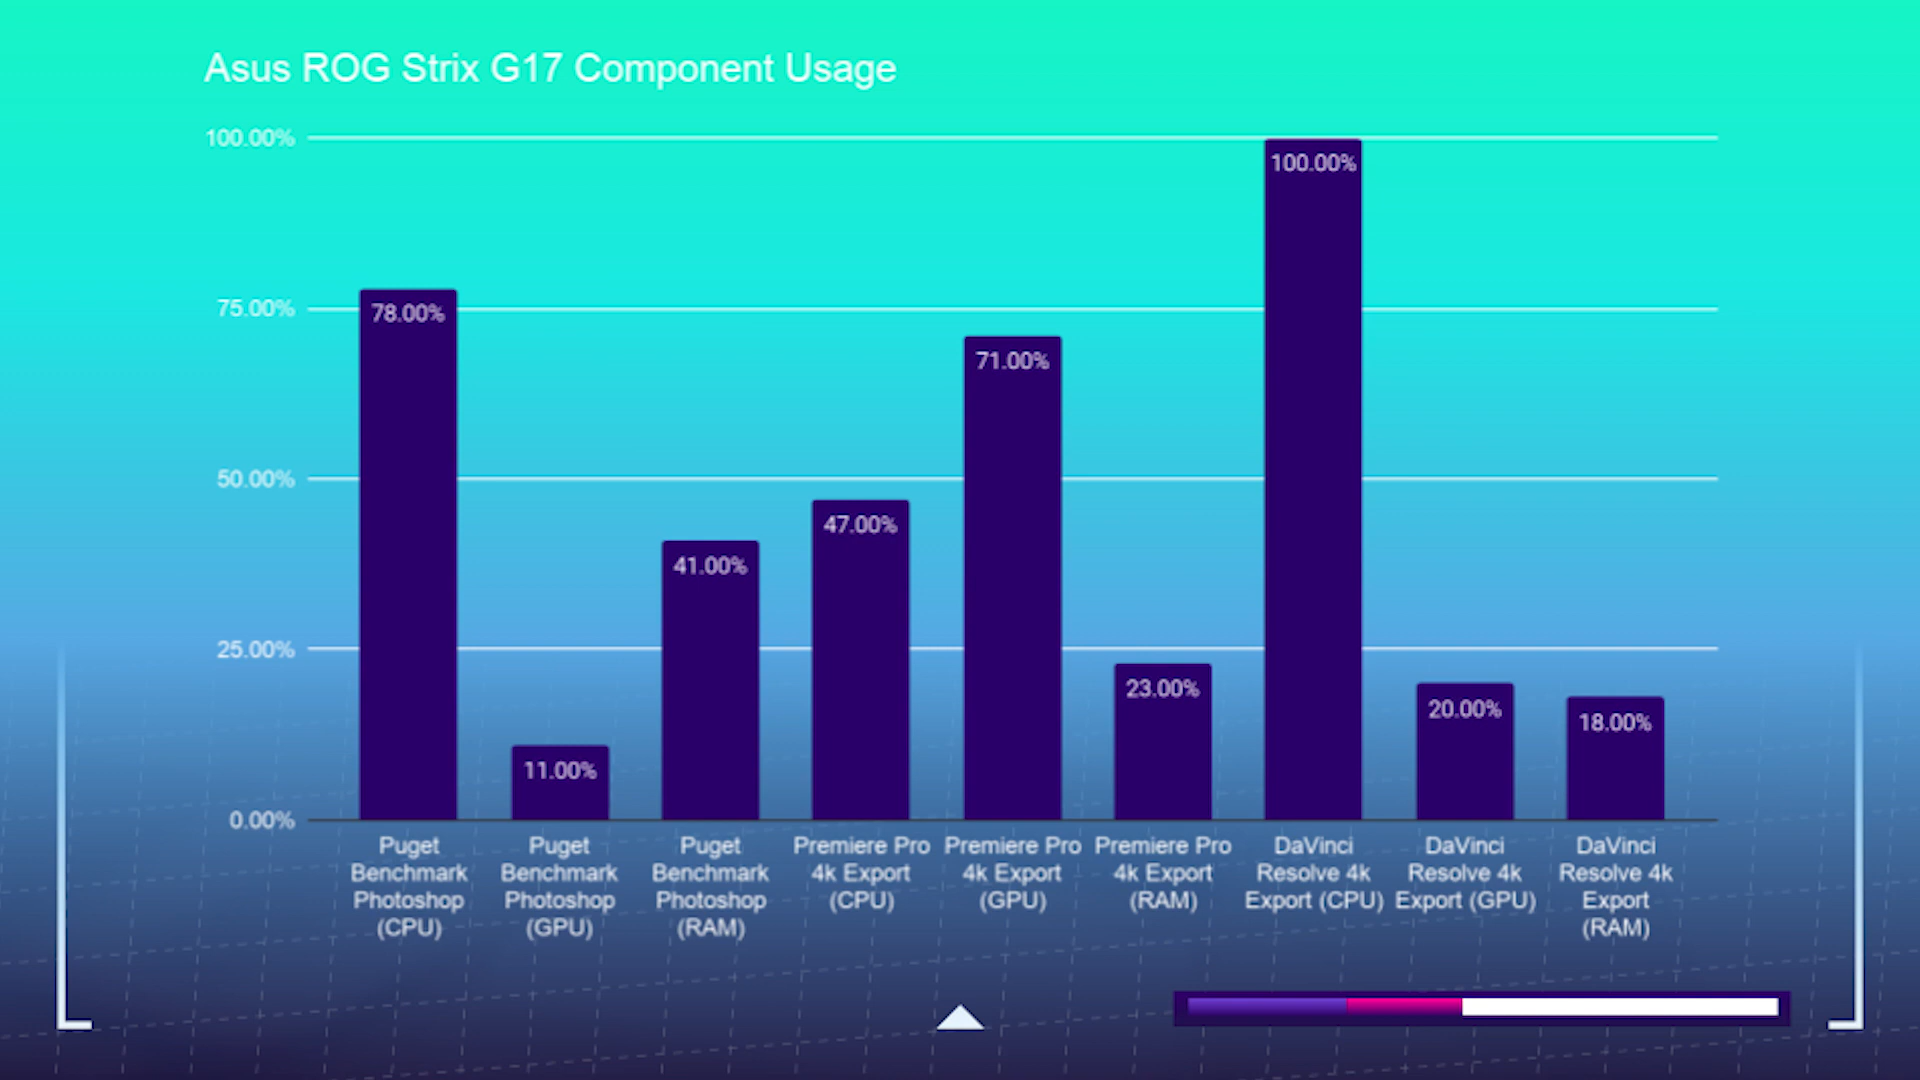 Asus ROG Strix G17 Component Usage
100.00%
75.00%
50.00%
25.00%
0.00%
78.00%
11.00%
41.00%
47.00%
71.00%
23.00%
100.00%
20.00%
18.00%
Puget
Benchmark
Photoshop
(CPU)
Puget
Benchmark
Photoshop
(GPU)
Puget
Benchmark
Photoshop
(RAM)
Premiere Pro
4k Export
(CPU)
Premiere Pro
4k Export
(GPU)
Premiere Pro
4k Export
(RAM)
DaVinci
Resolve 4k
Export (CPU)
DaVinci
Resolve 4k
Export (GPU)
DaVinci
Resolve 4k
Export
(RAM)